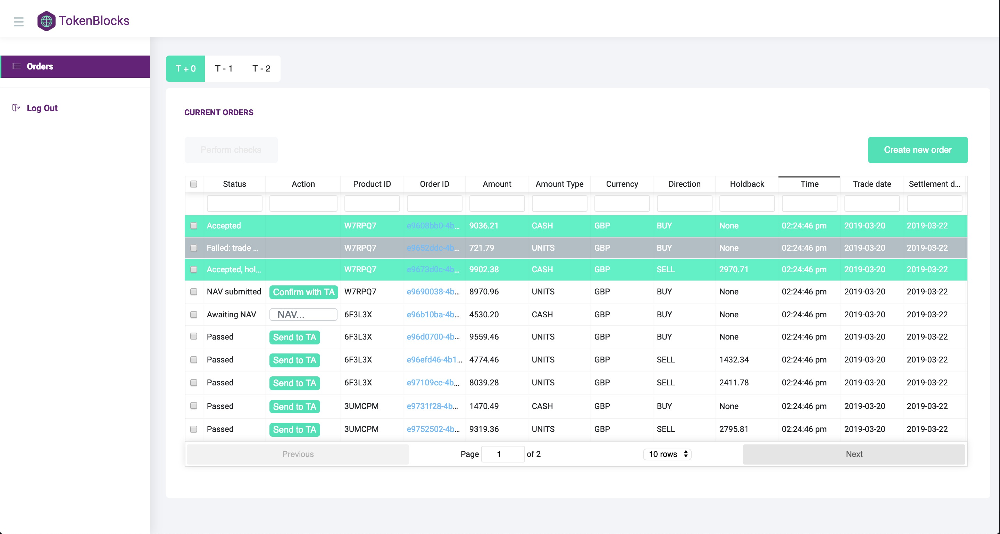 TokenBlocks
Orders
Log Out
T + 0 T - 1 T - 2
CURRENT ORDERS
Perform checks Create new order
Status Action Product ID Order ID Amount Amount Type Currency Direction Holdback Time Trade date Settlement d...
Accepted W7RPQ7 e9608bb0-4b... 9036.21 CASH GBP BUY None 02:24:46 pm 2019-03-20 2019-03-22
Failed: trade ... W7RPQ7 e9652ddc-4b... 721.79 UNITS GBP BUY None 02:24:46 pm 2019-03-20 2019-03-22
Accepted, hol... W7RPQ7 e9673d0c-4b... 9902.38 CASH GBP SELL 2970.71 02:24:46 pm 2019-03-20 2019-03-22
NAV submitted Confirm with TA W7RPQ7 e9690038-4b... 8970.96 UNITS GBP BUY None 02:24:46 pm 2019-03-20 2019-03-22
Awaiting NAV NAV... 6F3L3X e96b10ba-4b... 4530.20 CASH GBP BUY None 02:24:46 pm 2019-03-20 2019-03-22
Passed Send to TA 6F3L3X e96d0700-4b... 9559.46 UNITS GBP BUY None 02:24:46 pm 2019-03-20 2019-03-22
Passed Send to TA 6F3L3X e96efd46-4b1... 4774.46 UNITS GBP SELL 1432.34 02:24:46 pm 2019-03-20 2019-03-22
Passed Send to TA 6F3L3X e97109cc-4b... 8039.28 UNITS GBP SELL 2411.78 02:24:46 pm 2019-03-20 2019-03-22
Passed Send to TA 3UMCPM e9731f28-4b... 1470.49 CASH GBP BUY None 02:24:46 pm 2019-03-20 2019-03-22
Passed Send to TA 3UMCPM e9752502-4b... 9319.36 UNITS GBP SELL 2795.81 02:24:46 pm 2019-03-20 2019-03-22
Previous Page 1 of 2 10 rows Next